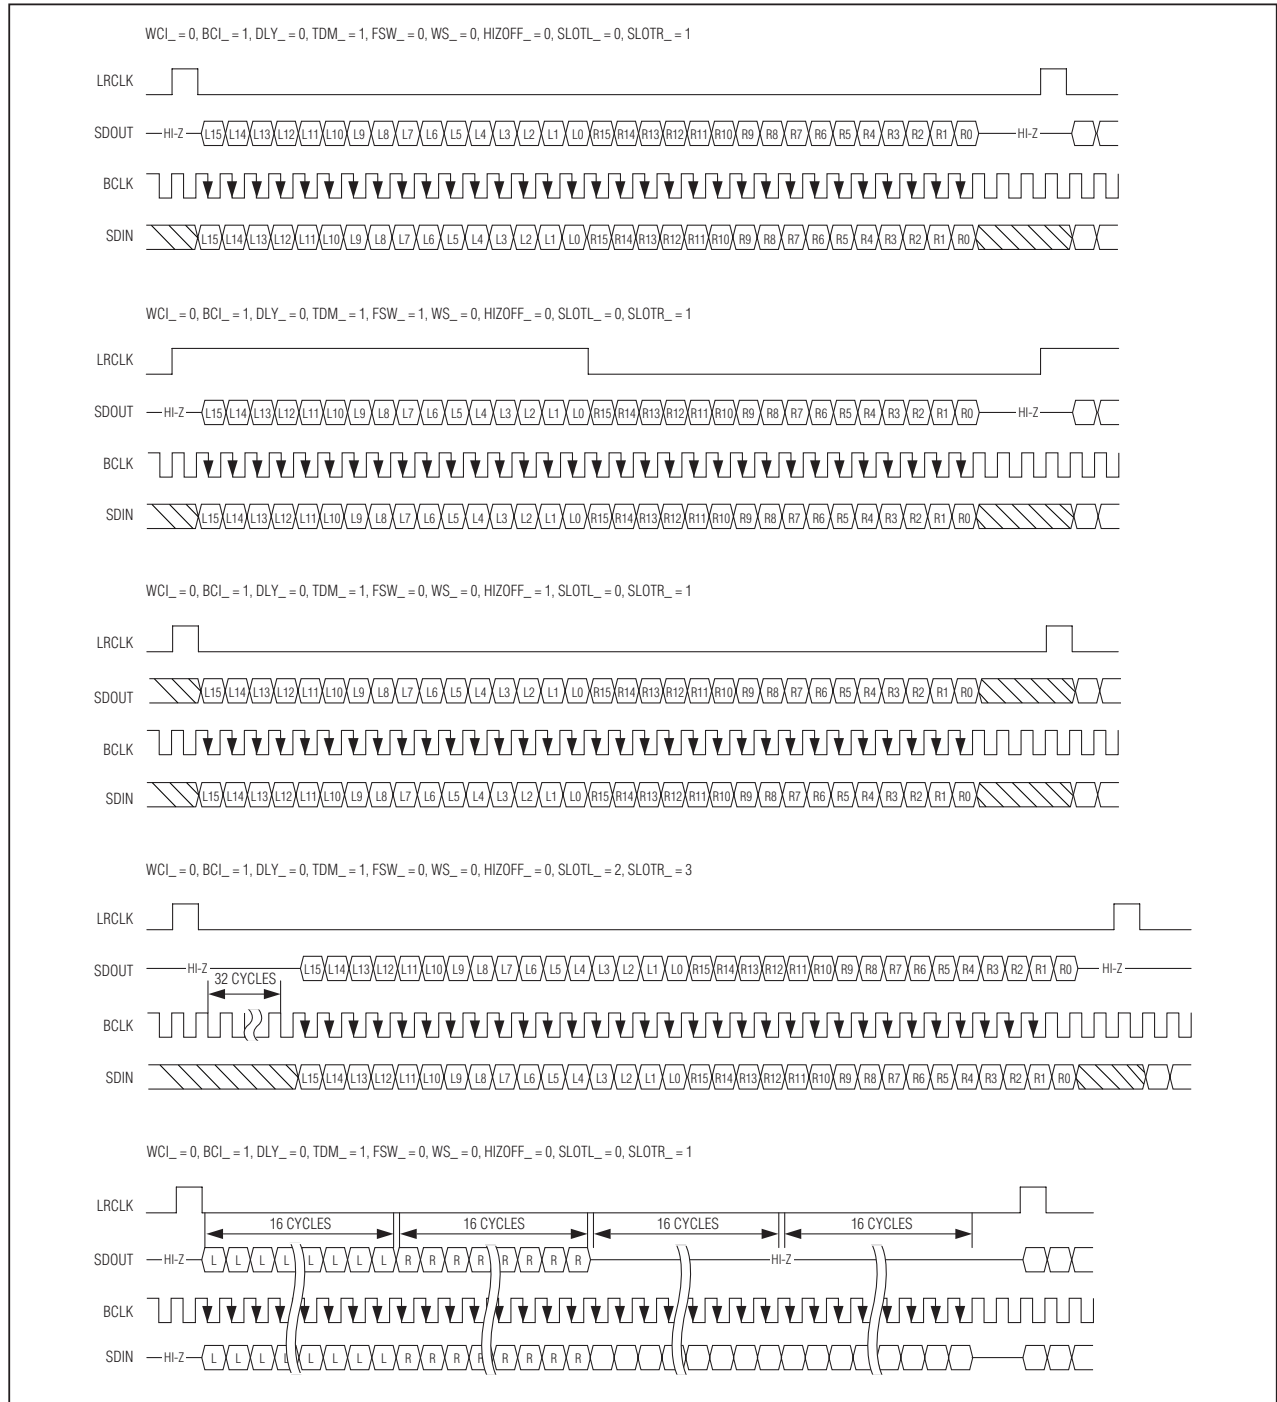 WCI_ = 0, BCI_ = 1, DLY_ = 0, TDM_ = 1, FSW_ = 0, WS_ = 0, HIZOFF_ = 0, SLOTL_ = 0, SLOTR_ = 1
LRCLK
SDOUT HI-Z L15 L14 L13 L12 L11 L10 L9 L8 L7 L6 L5 L4 L3 L2 L1 L0 R15 R14 R13 R12 R11 R10 R9 R8 R7 R6 R5 R4 R3 R2 R1 R0 HI-Z
BCLK
SDIN L15 L14 L13 L12 L11 L10 L9 L8 L7 L6 L5 L4 L3 L2 L1 L0 R15 R14 R13 R12 R11 R10 R9 R8 R7 R6 R5 R4 R3 R2 R1 R0
WCI_ = 0, BCI_ = 1, DLY_ = 0, TDM_ = 1, FSW_ = 1, WS_ = 0, HIZOFF_ = 0, SLOTL_ = 0, SLOTR_ = 1
LRCLK
SDOUT HI-Z L15 L14 L13 L12 L11 L10 L9 L8 L7 L6 L5 L4 L3 L2 L1 L0 R15 R14 R13 R12 R11 R10 R9 R8 R7 R6 R5 R4 R3 R2 R1 R0 HI-Z
BCLK
SDIN L15 L14 L13 L12 L11 L10 L9 L8 L7 L6 L5 L4 L3 L2 L1 L0 R15 R14 R13 R12 R11 R10 R9 R8 R7 R6 R5 R4 R3 R2 R1 R0
WCI_ = 0, BCI_ = 1, DLY_ = 0, TDM_ = 1, FSW_ = 0, WS_ = 0, HIZOFF_ = 1, SLOTL_ = 0, SLOTR_ = 1
LRCLK
SDOUT L15 L14 L13 L12 L11 L10 L9 L8 L7 L6 L5 L4 L3 L2 L1 L0 R15 R14 R13 R12 R11 R10 R9 R8 R7 R6 R5 R4 R3 R2 R1 R0
BCLK
SDIN L15 L14 L13 L12 L11 L10 L9 L8 L7 L6 L5 L4 L3 L2 L1 L0 R15 R14 R13 R12 R11 R10 R9 R8 R7 R6 R5 R4 R3 R2 R1 R0
WCI_ = 0, BCI_ = 1, DLY_ = 0, TDM_ = 1, FSW_ = 0, WS_ = 0, HIZOFF_ = 0, SLOTL_ = 2, SLOTR_ = 3
LRCLK
SDOUT HI-Z L15 L14 L13 L12 L11 L10 L9 L8 L7 L6 L5 L4 L3 L2 L1 L0 R15 R14 R13 R12 R11 R10 R9 R8 R7 R6 R5 R4 R3 R2 R1 R0 HI-Z
32 CYCLES
BCLK
SDIN L15 L14 L13 L12 L11 L10 L9 L8 L7 L6 L5 L4 L3 L2 L1 L0 R15 R14 R13 R12 R11 R10 R9 R8 R7 R6 R5 R4 R3 R2 R1 R0
WCI_ = 0, BCI_ = 1, DLY_ = 0, TDM_ = 1, FSW_ = 0, WS_ = 0, HIZOFF_ = 0, SLOTL_ = 0, SLOTR_ = 1
LRCLK
16 CYCLES 16 CYCLES 16 CYCLES 16 CYCLES
SDOUT HI-Z L L L L L L L L R R R R R R R R HI-Z
BCLK
SDIN HI-Z L L L L L L L L R R R R R R R R